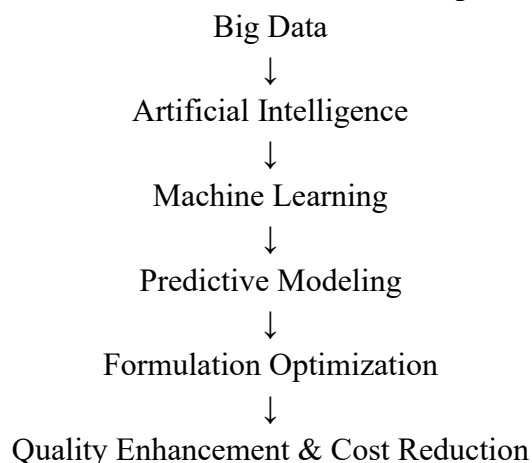 Big Data
↓
Artificial Intelligence
↓
Machine Learning
↓
Predictive Modeling
↓
Formulation Optimization
↓
Quality Enhancement & Cost Reduction